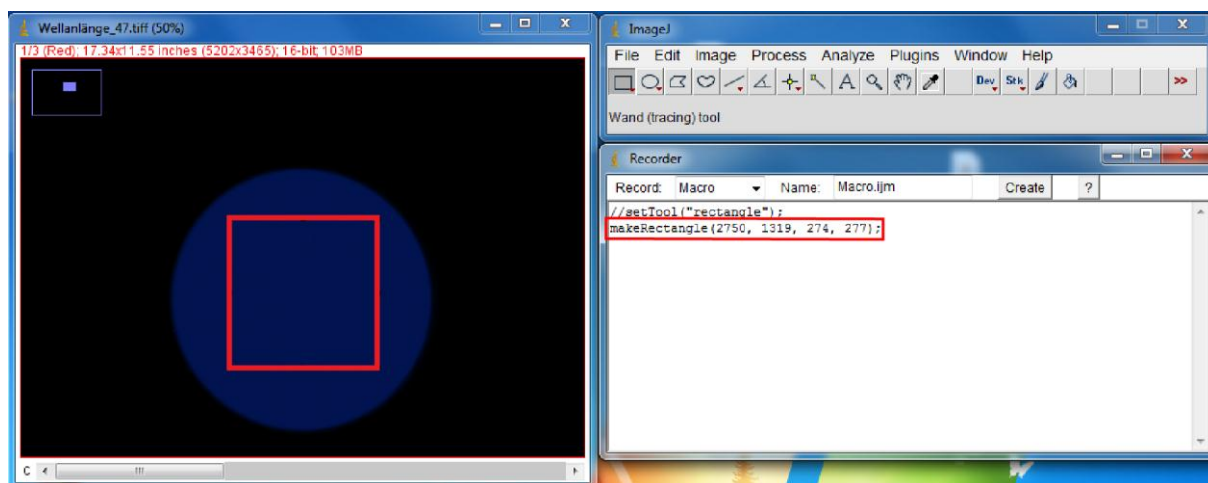 Wellanlänge_47.tiff (50%)
1/3 (Red); 17.34x11.55 inches (5202x3465); 16-bit; 103MB
C
ImageJ
File Edit Image Process Analyze Plugins Window Help
A Dev Stk >>
Wand (tracing) tool
Recorder
Record: Macro Name: Macro.ijm Create ?
//setTool("rectangle");
makeRectangle(2750, 1319, 274, 277);